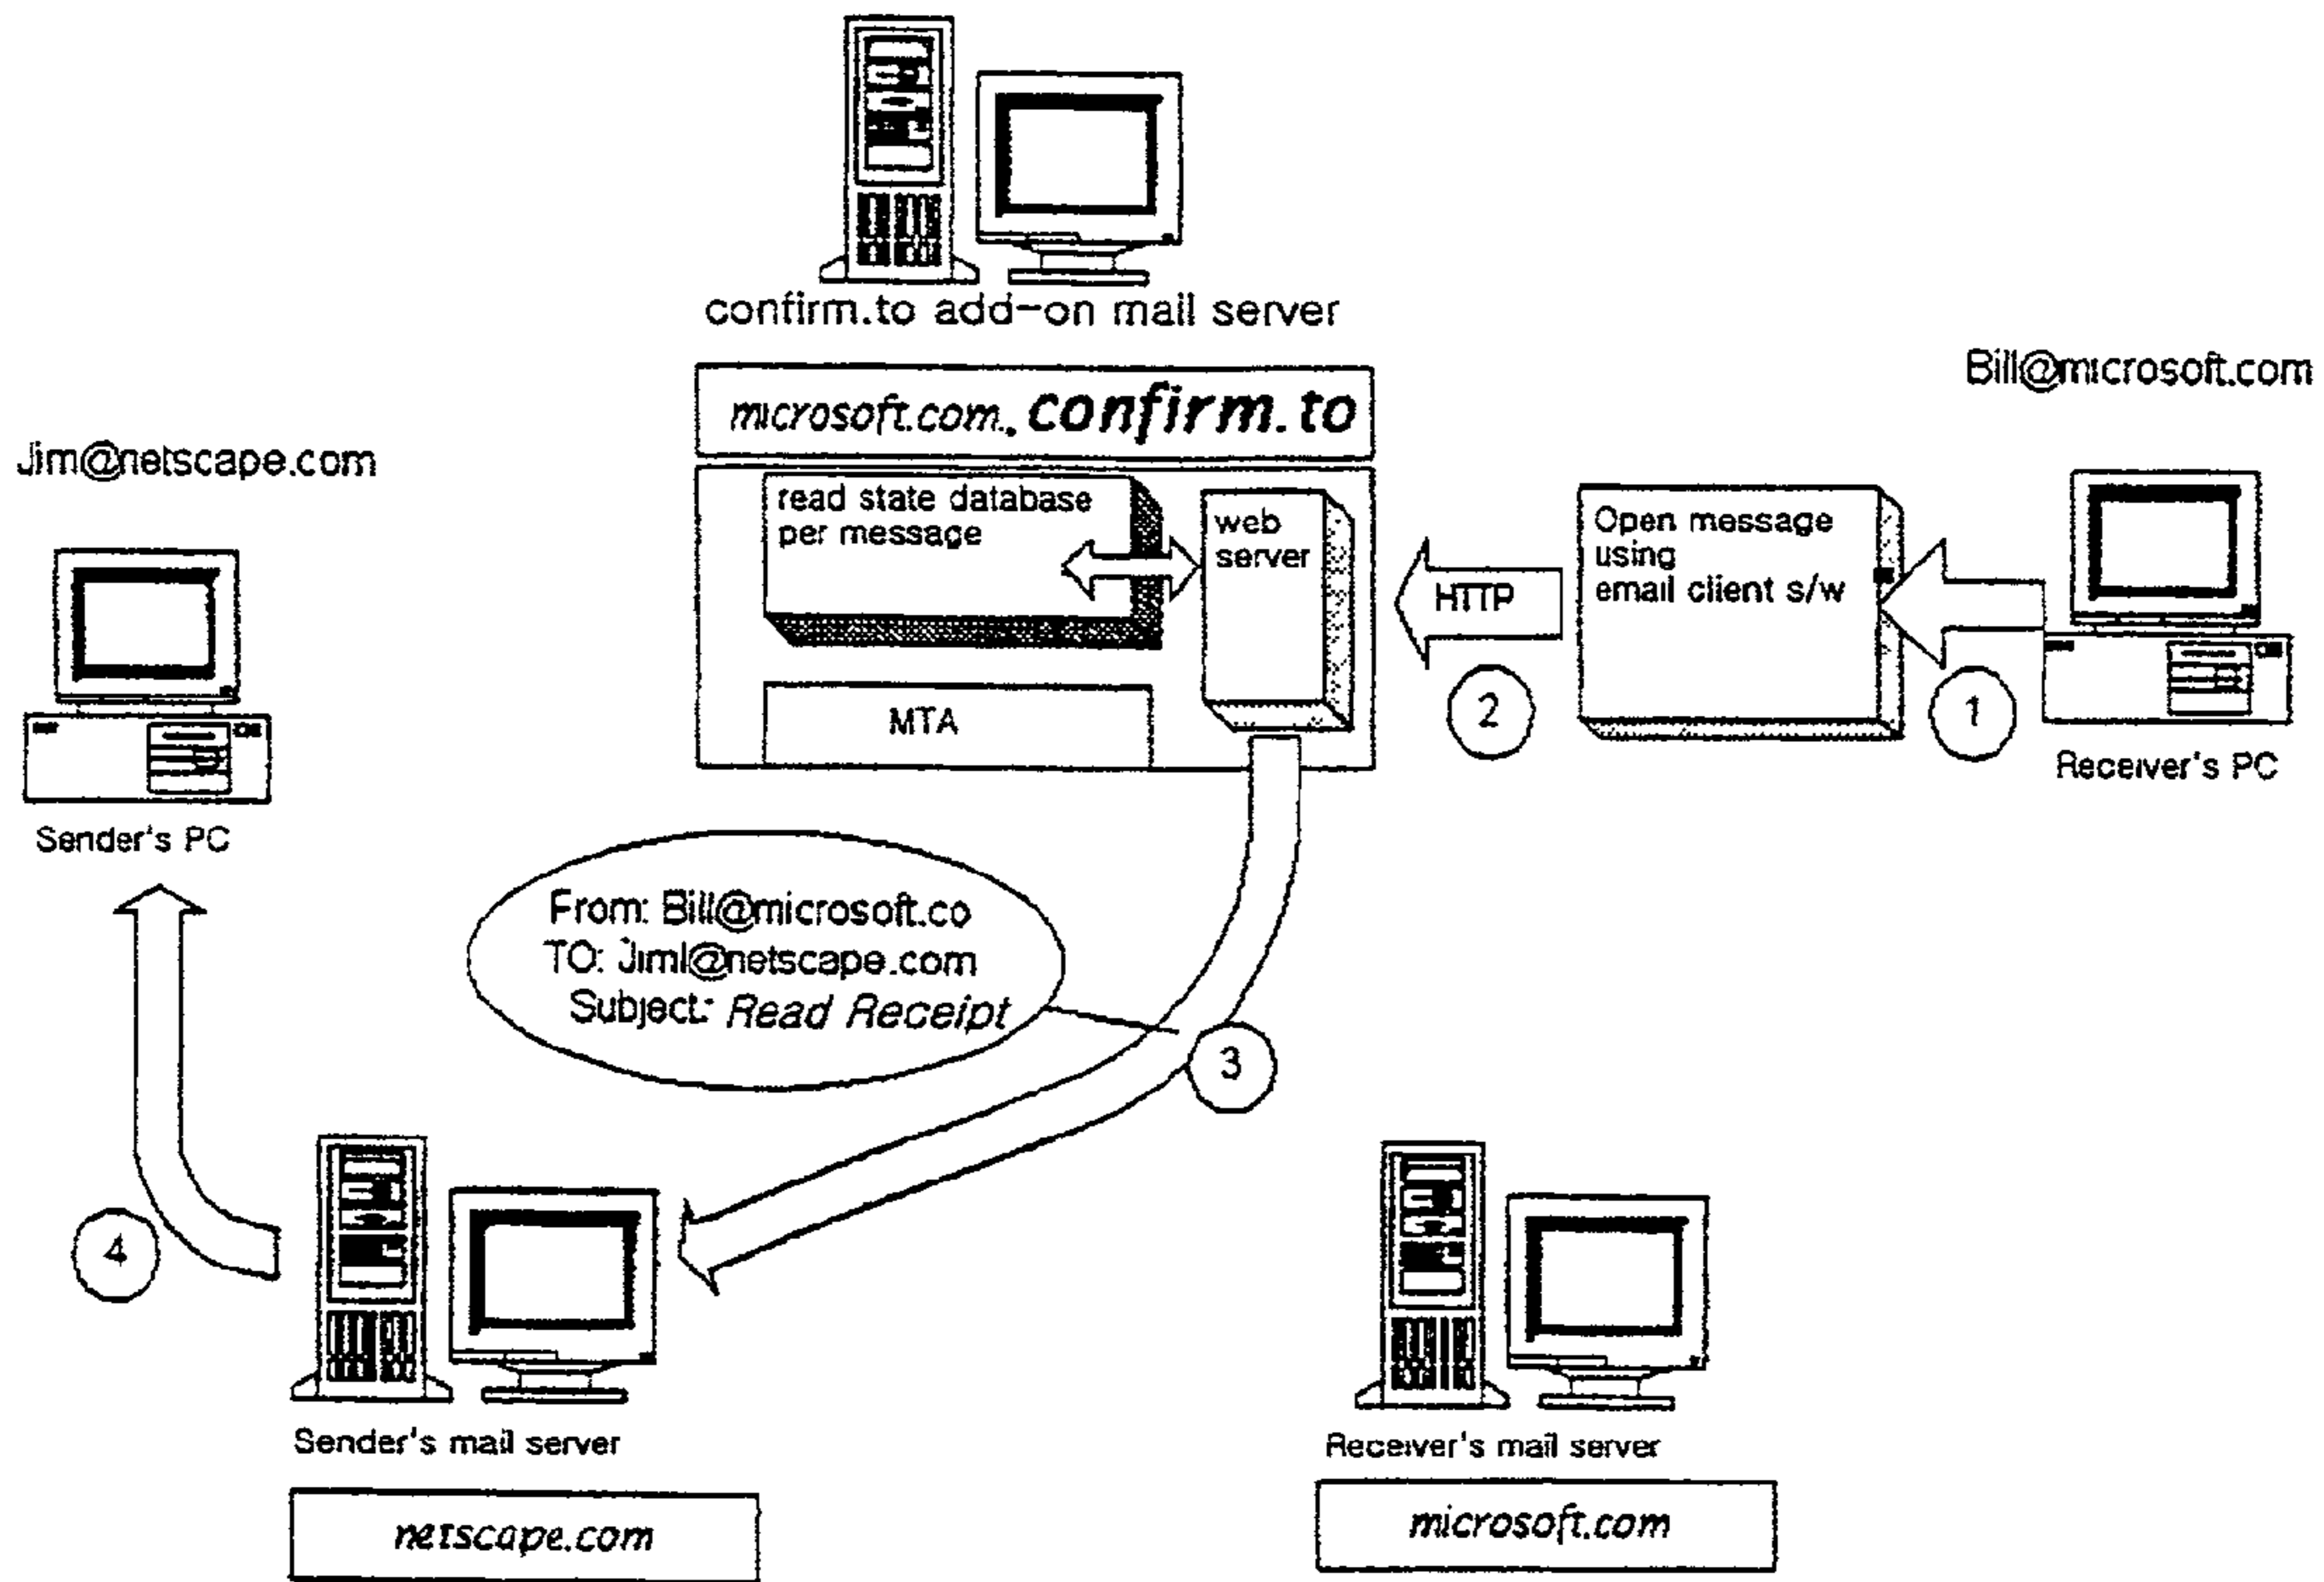 confirm.to add-on mail server
Bill@microsoft.com
microsoft.com., confirm.to
Jim@netscape.com
read state database
per message
web
server
HTTP
Open message
using
email client s/w
2
1
MTA
Receiver's PC
Sender's PC
From: Bill@microsoft.co
TO: Jiml@netscape.com
Subject: Read Receipt
3
4
Sender's mail server
Receiver's mail server
netscape.com
microsoft.com